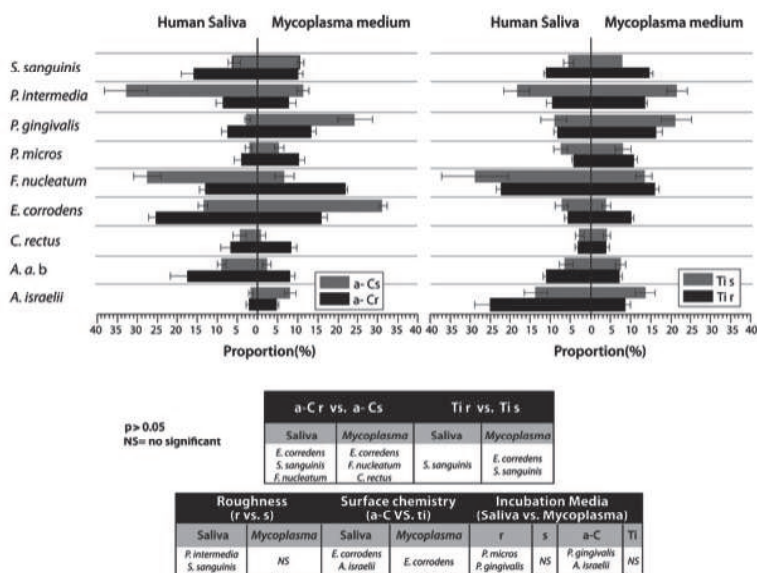 Human Saliva Mycoplasma medium
Human Saliva Mycoplasma medium
S. sanguinis
P. intermedia
P. gingivalis
P. micros
F. nucleatum
E. corrodens
C. rectus
A. a. b
A. israelii
a- Cs
a- Cr
Ti s
Ti r
40 35 30 25 20 15 10 5 0 5 10 15 20 25 30 35 40
40 35 30 25 20 15 10 5 0 5 10 15 20 25 30 35 40
Proportion(%)
Proportion(%)
p > 0.05
NS= no significant
a-C r vs. a- Cs Ti r vs. Ti s
Saliva Mycoplasma Saliva Mycoplasma
E. corredens
S. sanguinis
F. nucleatum
E. corredens
F. nucleatum
C. rectus
S. sanguinis
E. corredens
S. sanguinis
Roughness
(r vs. s)
Surface chemistry
(a-C VS. ti)
Incubation Media
(Saliva vs. Mycoplasma)
Saliva Mycoplasma Saliva Mycoplasma r s a-C Ti
P. intermedia
S. sanguinis
NS
E. corrodens
A. israelii
E. corrodens
P. micros
P. gingivalis
NS
P. gingivalis
A. israelii
NS